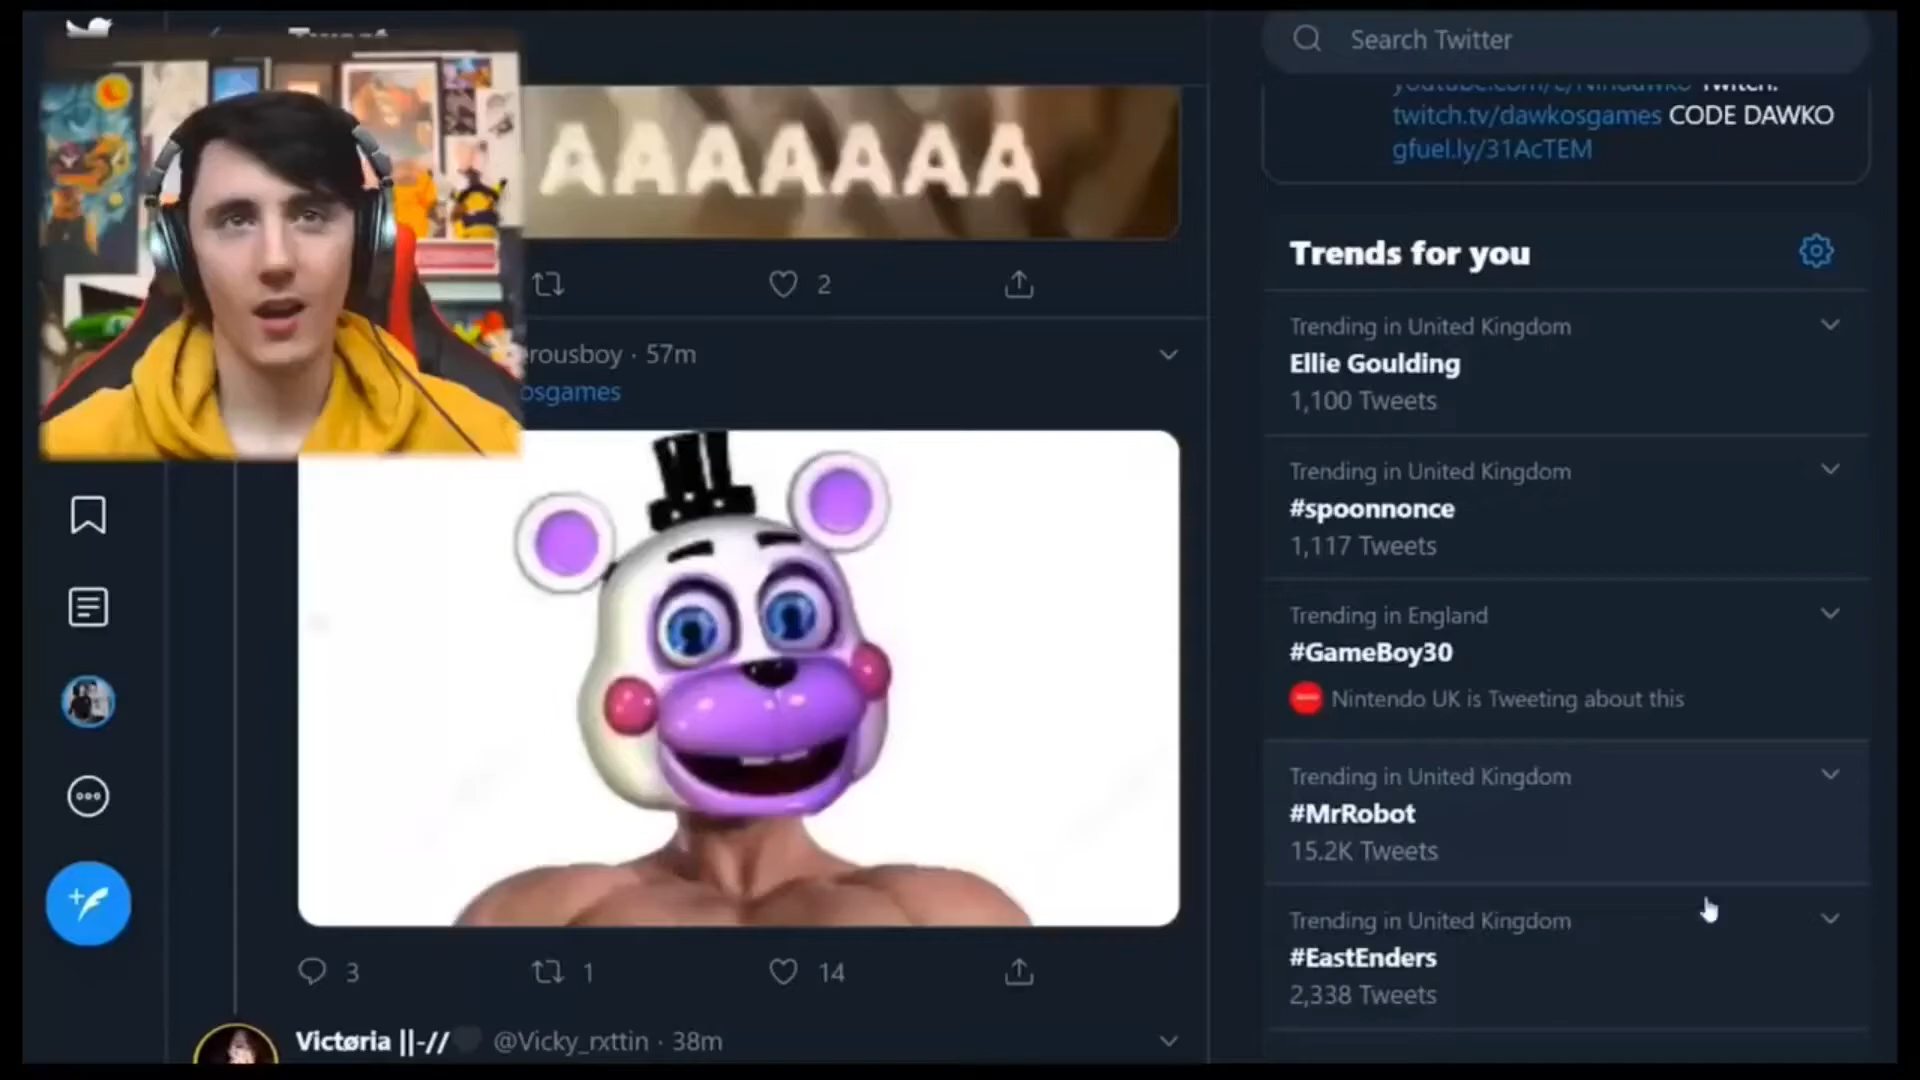 Tweet
AAAAAAA
2
rousboy · 57m
osgames
3
1
14
Victøria ||-// @Vicky_rxttin · 38m
Search Twitter
Twitch:
twitch.tv/dawkosgames CODE DAWKO
gfuel.ly/31AcTEM
Trends for you
Trending in United Kingdom
Ellie Goulding
1,100 Tweets
Trending in United Kingdom
#spoonnonce
1,117 Tweets
Trending in England
#GameBoy30
Nintendo UK is Tweeting about this
Trending in United Kingdom
#MrRobot
15.2K Tweets
Trending in United Kingdom
#EastEnders
2,338 Tweets